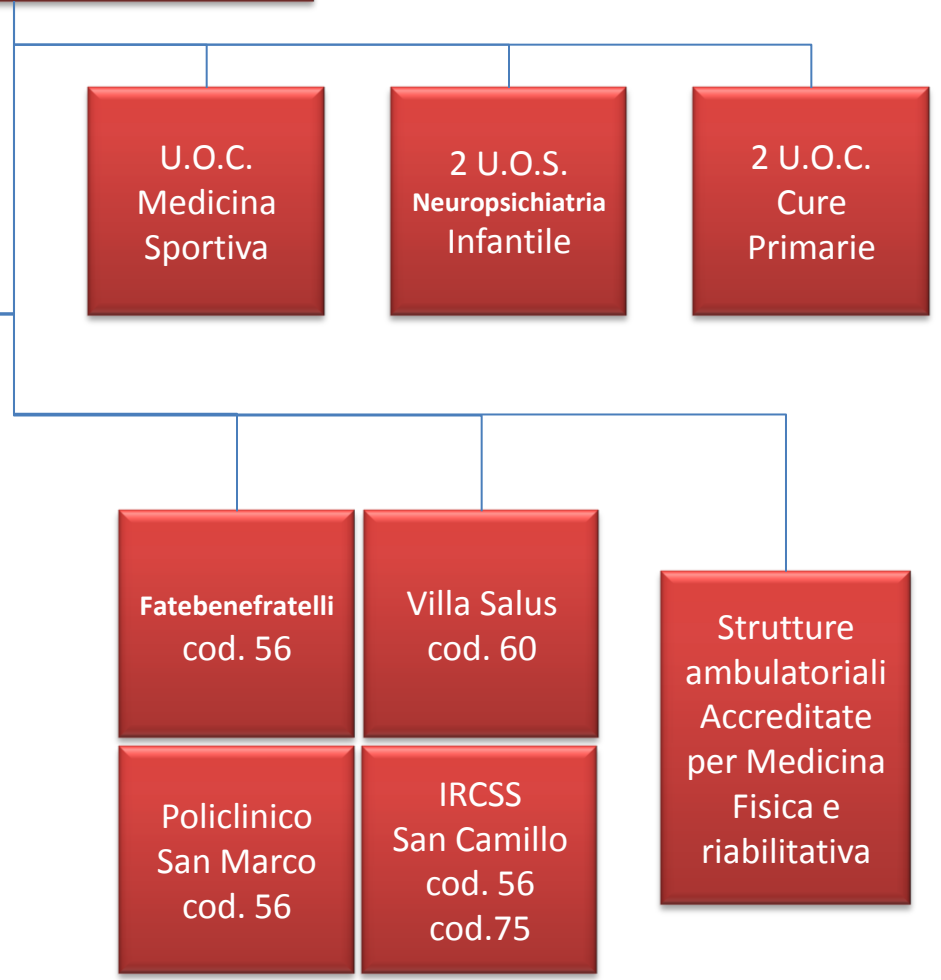 U.O.C.
Medicina
Sportiva
2 U.O.S.
Neuropsichiatria
Infantile
2 U.O.C.
Cure
Primarie
Fatebenefratelli
cod. 56
Villa Salus
cod. 60
Policlinico
San Marco
cod. 56
IRCSS
San Camillo
cod. 56
cod.75
Strutture
ambulatoriali
Accreditate
per Medicina
Fisica e
riabilitativa